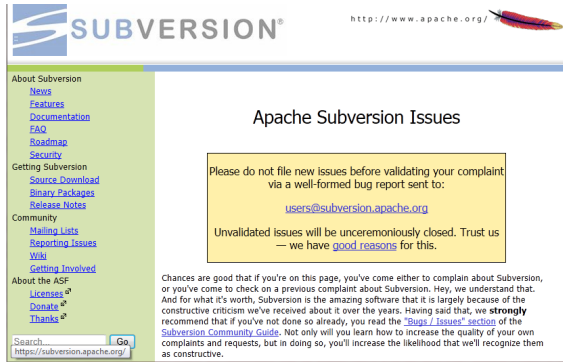 SUBVERSION®
http://www.apache.org/
About Subversion
News
Features
Documentation
FAQ
Roadmap
Security
Getting Subversion
Source Download
Binary Packages
Release Notes
Community
Mailing Lists
Reporting Issues
Wiki
Getting Involved
About the ASF
Licenses
Donate
Thanks
Search...
Go
https://subversion.apache.org/
Apache Subversion Issues
Please do not file new issues before validating your complaint
via a well-formed bug report sent to:
users@subversion.apache.org
Unvalidated issues will be unceremoniously closed. Trust us
— we have good reasons for this.
Chances are good that if you're on this page, you've come either to complain about Subversion,
or you've come to check on a previous complaint about Subversion. Hey, we understand that.
And for what it's worth, Subversion is the amazing software that it is largely because of the
constructive criticism we've received about it over the years. Having said that, we strongly
recommend that if you've not done so already, you read the "Bugs / Issues" section of the
Subversion Community Guide. Not only will you learn how to increase the quality of your own
complaints and requests, but in doing so, you'll increase the likelihood that we'll recognize them
as constructive.